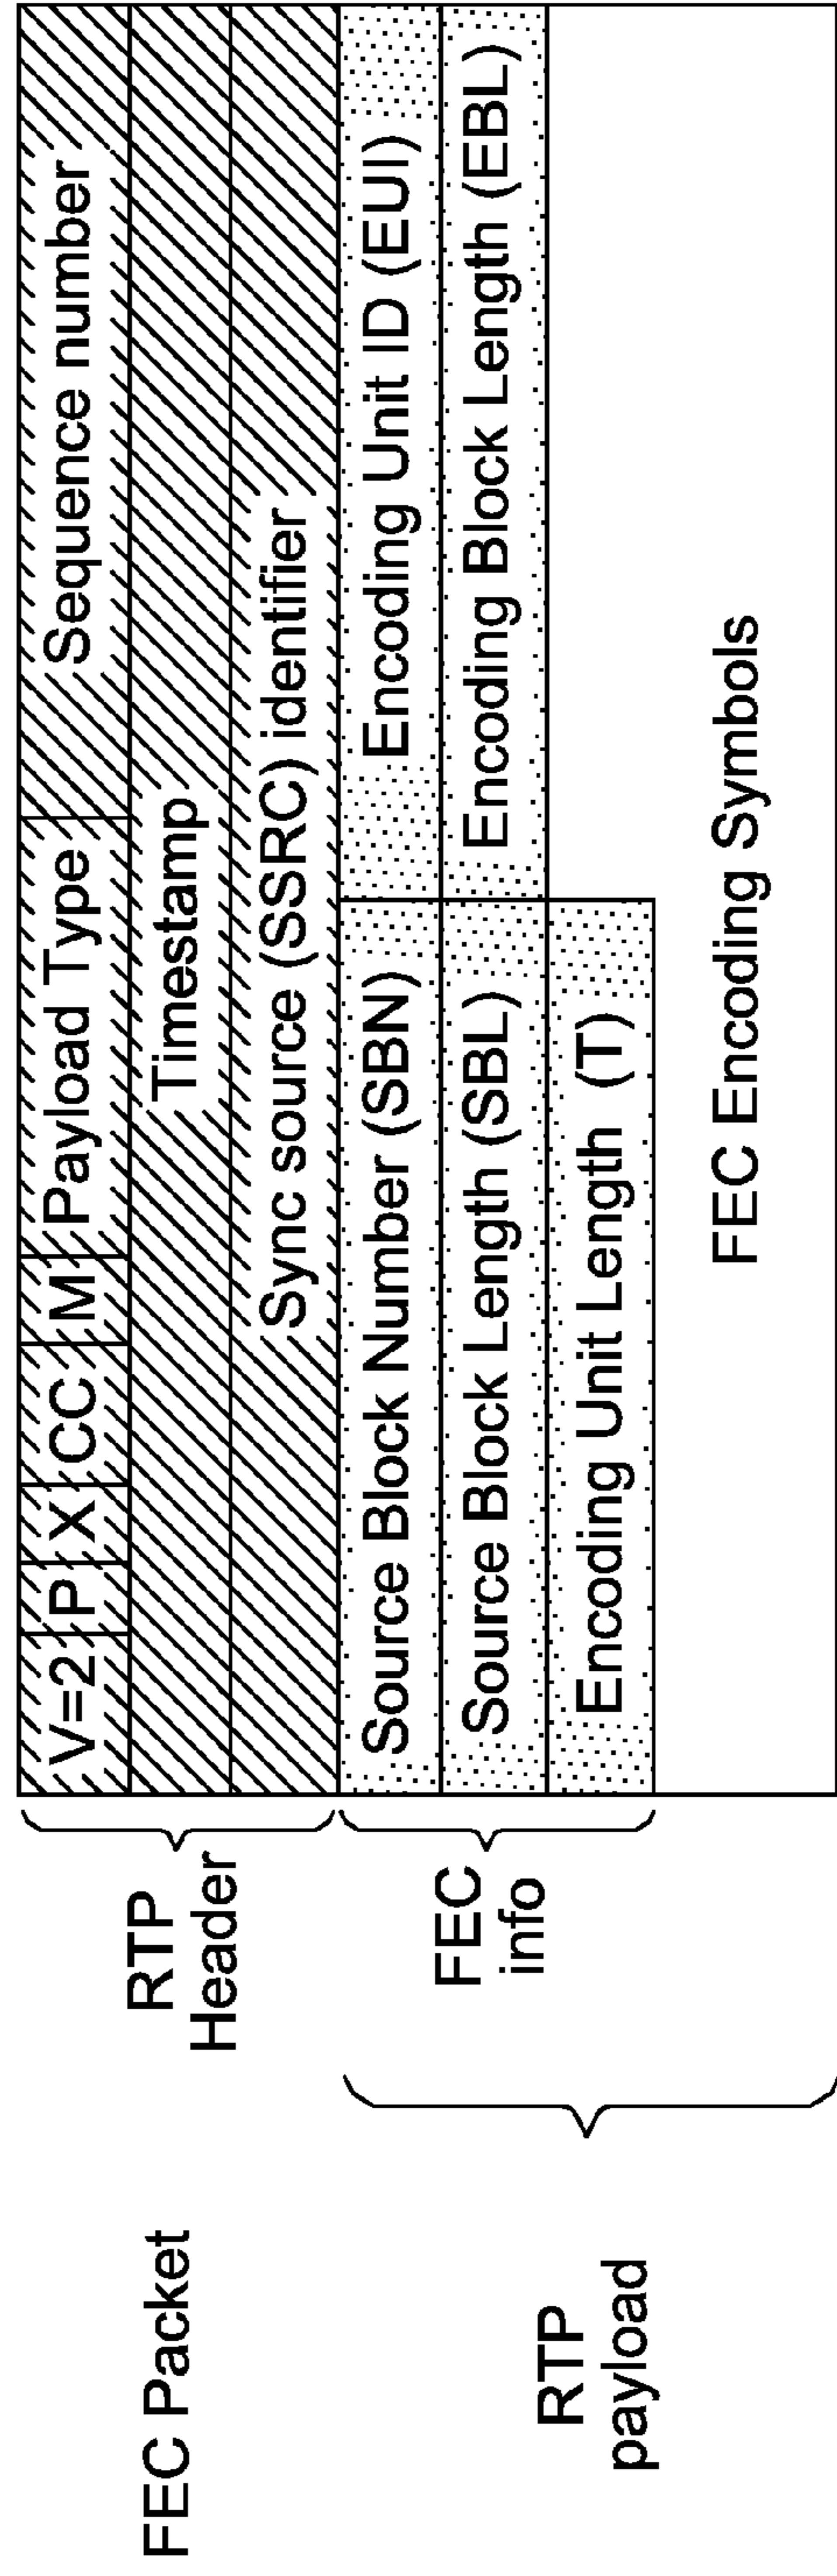 FEC Packet
RTP
Header
V=2 P X CC M Payload Type Sequence number
Timestamp
Sync source (SSRC) identifier
RTP
payload
FEC
info
Source Block Number (SBN) Encoding Unit ID (EUI)
Source Block Length (SBL) Encoding Block Length (EBL)
Encoding Unit Length (T)
FEC Encoding Symbols